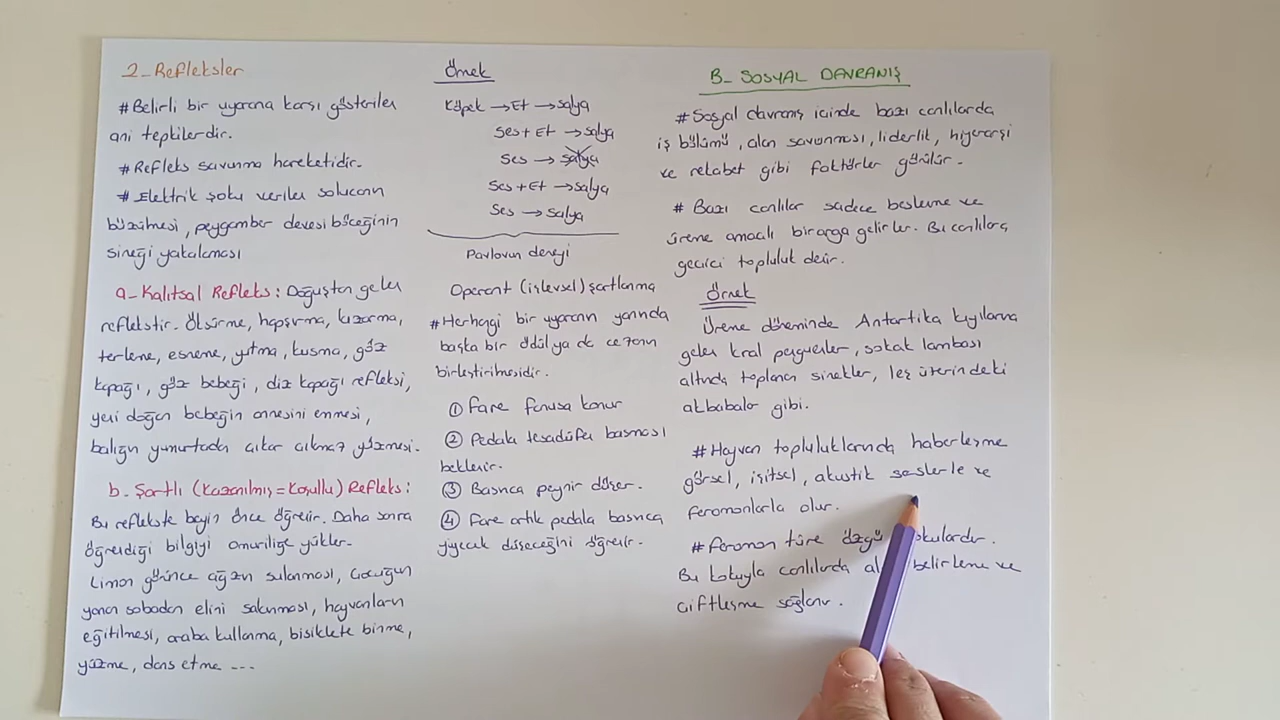 2_ Refleksler
# Belirli bir uyarana karşı gösterilen
ani tepkilerdir.
# Refleks savunma hareketidir.
# Elektrik şoku verilen solucanın
büzülmesi, peygamber devesi böceğinin
sineği yakalaması
a- Kalıtsal Refleks: Doğuştan gelen
reflekstir. Öksürme, hapşırma, kızarma,
terleme, esneme, yutma, kusma, göz
kapağı, göz bebeği, diz kapağı refleksi,
yeni doğan bebeğin annesini emmesi,
balığın yumurtadan çıkar çıkmaz yüzmesi.
b- Şartlı (Kazanılmış = Koşullu) Refleks:
Bu reflekste beyin önce öğrenir. Daha sonra
öğrendiği bilgiyi omuriliğe yükler.
Limon görünce ağzın sulanması, çocuğun
yanan sobadan elini sakınması, hayvanların
eğitilmesi, araba kullanma, bisiklete binme,
yüzme, dans etme ---
Örnek
Köpek → Et → salya
Ses + Et → salya
Ses → salya
Ses + Et → salya
Ses → salya
Pavlovun deneyi
Operant (işlevsel) şartlanma
# Herhangi bir uyaranın yanında
başka bir ödül ya da cezanın
birleştirilmesidir.
① Fare fanusa konur
② Pedala tesadüfen basması
beklenir.
③ Basınca peynir düşer.
④ Fare artık pedala basınca
yiyecek düşeceğini öğrenir.
B_ SOSYAL DAVRANIŞ
# Sosyal davranış içinde bazı canlılarda
iş bölümü, alan savunması, liderlik, hiyerarşi
ve rekabet gibi faktörler görülür.
# Bazı canlılar sadece beslenme ve
üreme amaçlı bir araya gelirler. Bu canlılara
geçici topluluk denir.
Örnek
Üreme döneminde Antartika kıyılarına
gelen kral penguenler, sokak lambası
altında toplanan sinekler, leş üzerindeki
akbabalar gibi.
# Hayvan topluluklarında haberleşme
görsel, işitsel, akustik seslerle ve
feromonlarla olur.
# Feromon türe özgü kokulardır.
Bu kokuyla canlılarda belirleme ve
çiftleşme sağlanır.